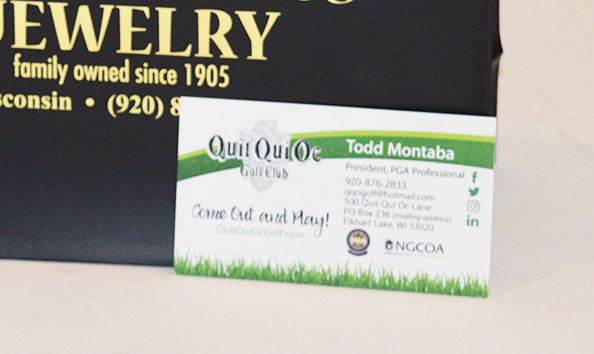 JEWELRY
family owned since 1905
sconsin • (920) 8
Quit Qui Oc
Golf Club
Come Out and Play!
QuitQuiOcGolf.com
Todd Montaba
President, PGA Professional
920-876-2833
qqogolf@hotmail.com
500 Quit Qui Oc Lane
PO Box 236 (mailing address)
Elkhart Lake, WI 53020
NGCOA
f
in